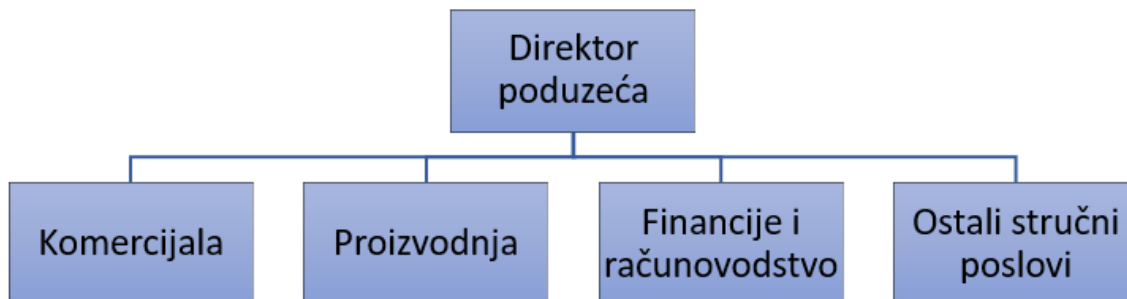 Direktor
poduzeća
Komercijala
Proizvodnja
Financije i
računovodstvo
Ostali stručni
poslovi